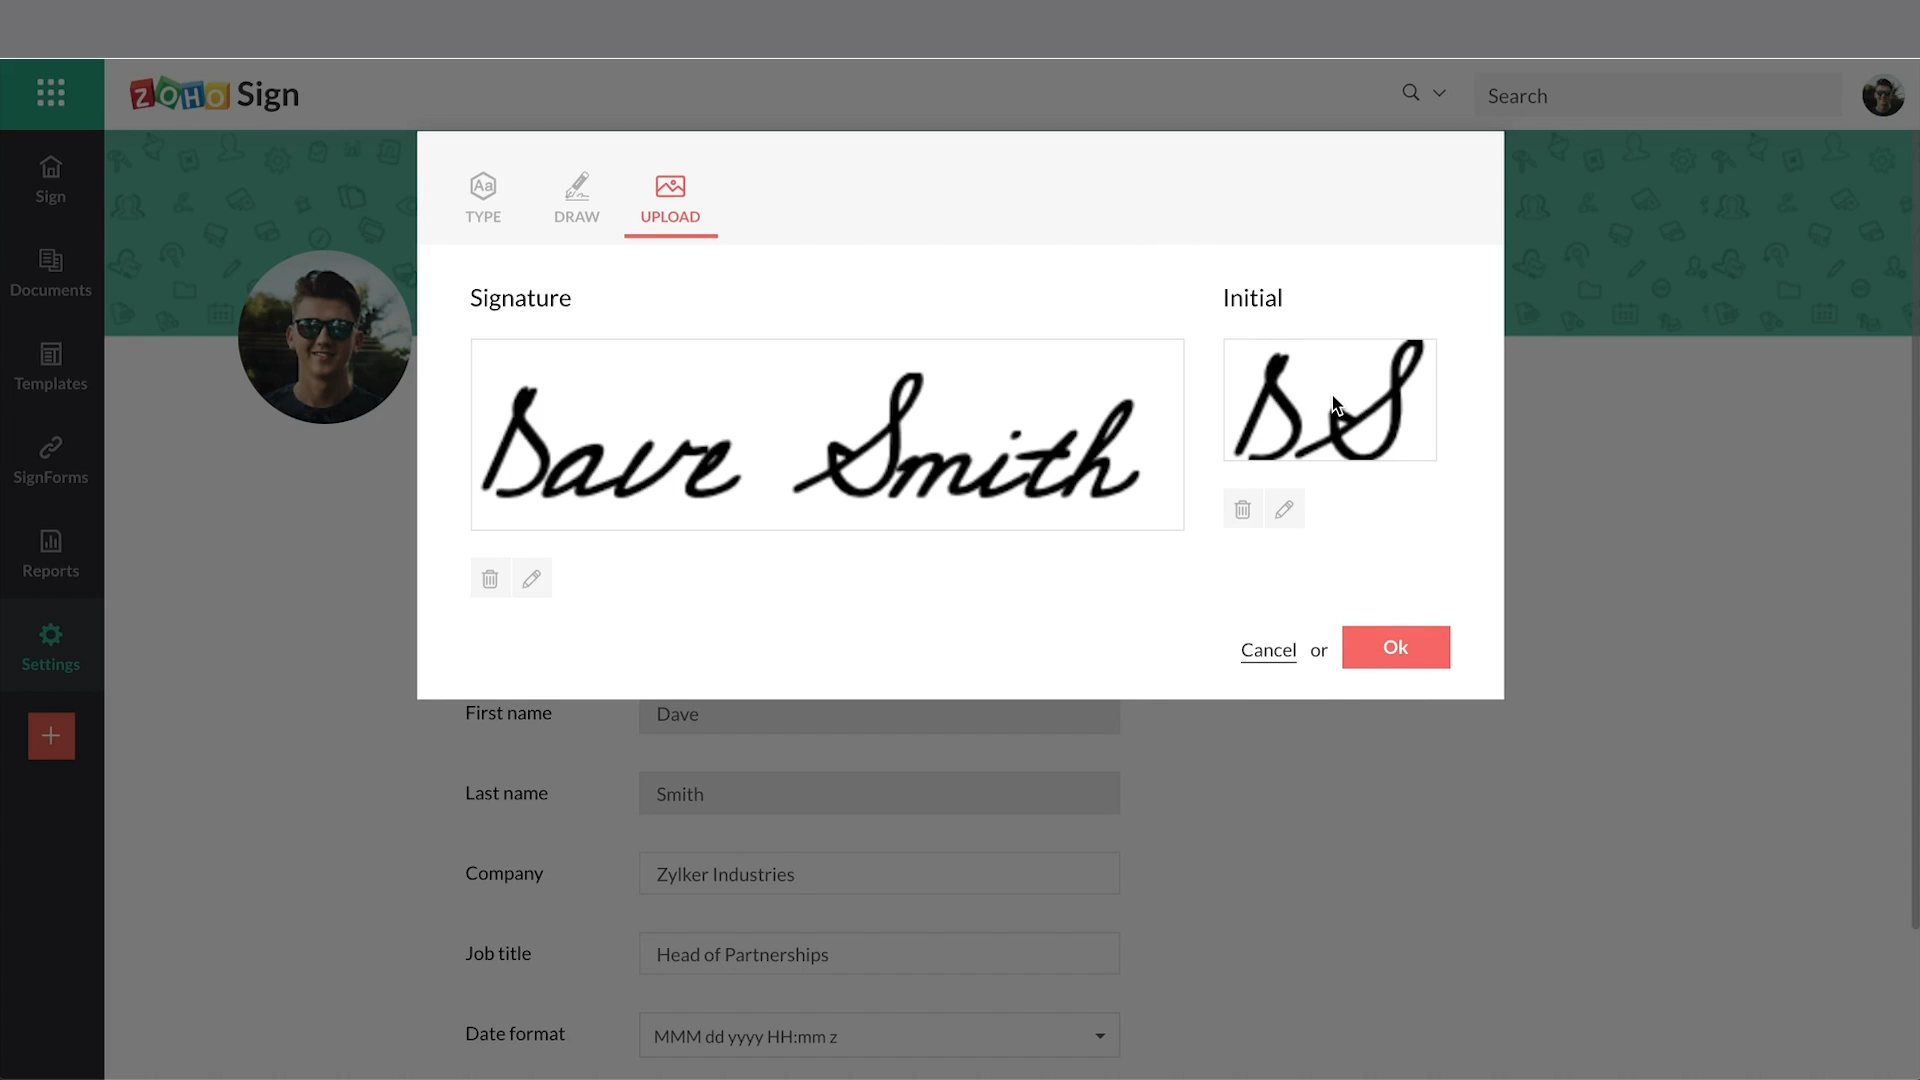 ZOHO Sign
Search
Sign
Documents
Templates
SignForms
Reports
Settings
TYPE
DRAW
UPLOAD
Signature
Initial
Dave Smith
DS
Cancel or Ok
First name Dave
Last name Smith
Company Zylker Industries
Job title Head of Partnerships
Date format MMM dd yyyy HH:mm z